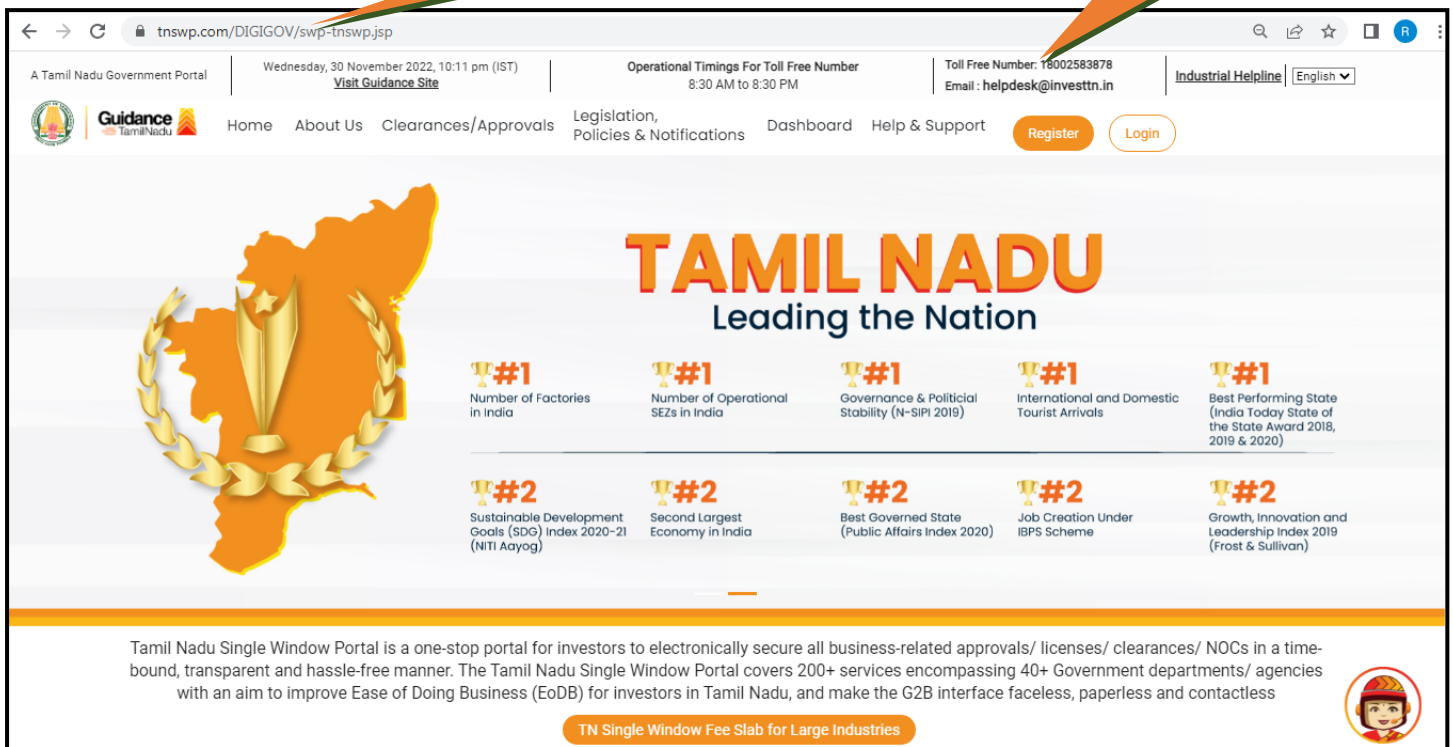 tnswp.com/DIGIGOV/swp-tnswp.jsp
R
A Tamil Nadu Government Portal
Wednesday, 30 November 2022, 10:11 pm (IST)
Visit Guidance Site
Operational Timings For Toll Free Number
8:30 AM to 8:30 PM
Toll Free Number: 18002583878
Email : helpdesk@investtn.in
Industrial Helpline
English
Guidance
TamilNadu
Home
About Us
Clearances/Approvals
Legislation,
Policies & Notifications
Dashboard
Help & Support
Register
Login
TAMIL NADU
Leading the Nation
#1
Number of Factories
in India
#1
Number of Operational
SEZs in India
#1
Governance & Politicial
Stability (N-SIPI 2019)
#1
International and Domestic
Tourist Arrivals
#1
Best Performing State
(India Today State of
the State Award 2018,
2019 & 2020)
#2
Sustainable Development
Goals (SDG) Index 2020-21
(NITI Aayog)
#2
Second Largest
Economy in India
#2
Best Governed State
(Public Affairs Index 2020)
#2
Job Creation Under
IBPS Scheme
#2
Growth, Innovation and
Leadership Index 2019
(Frost & Sullivan)
Tamil Nadu Single Window Portal is a one-stop portal for investors to electronically secure all business-related approvals/ licenses/ clearances/ NOCs in a time-
bound, transparent and hassle-free manner. The Tamil Nadu Single Window Portal covers 200+ services encompassing 40+ Government departments/ agencies
with an aim to improve Ease of Doing Business (EoDB) for investors in Tamil Nadu, and make the G2B interface faceless, paperless and contactless
TN Single Window Fee Slab for Large Industries